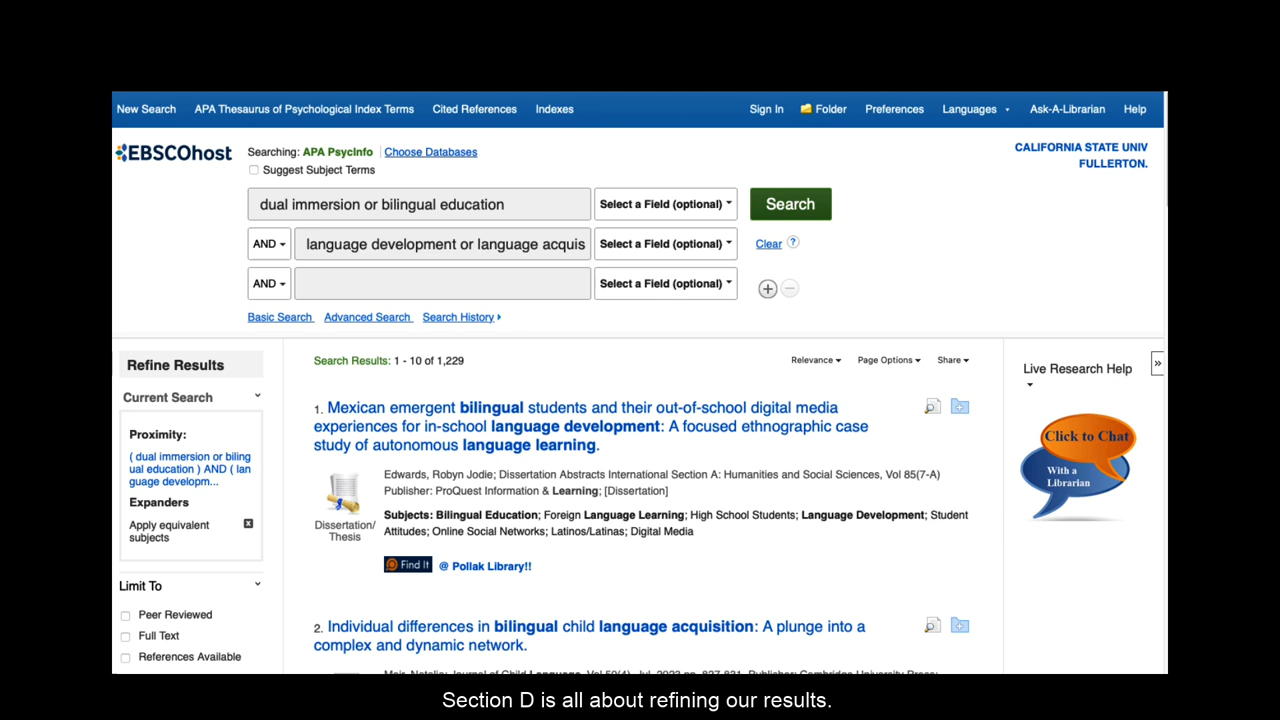 New Search APA Thesaurus of Psychological Index Terms Cited References Indexes Sign In Folder Preferences Languages Ask-A-Librarian Help
EBSCOhost
Searching: APA PsycInfo Choose Databases
Suggest Subject Terms
CALIFORNIA STATE UNIV
FULLERTON.
dual immersion or bilingual education Select a Field (optional) Search
AND language development or language acquis Select a Field (optional) Clear ?
AND Select a Field (optional)
Basic Search Advanced Search Search History
Refine Results
Current Search
Proximity:
( dual immersion or biling
ual education ) AND ( lan
guage developm...
Expanders
Apply equivalent
subjects
Limit To
Peer Reviewed
Full Text
References Available
Search Results: 1 - 10 of 1,229 Relevance Page Options Share
1. Mexican emergent bilingual students and their out-of-school digital media
experiences for in-school language development: A focused ethnographic case
study of autonomous language learning.
Edwards, Robyn Jodie; Dissertation Abstracts International Section A: Humanities and Social Sciences, Vol 85(7-A)
Publisher: ProQuest Information & Learning; [Dissertation]
Dissertation/
Thesis
Subjects: Bilingual Education; Foreign Language Learning; High School Students; Language Development; Student
Attitudes; Online Social Networks; Latinos/Latinas; Digital Media
Find It @ Pollak Library!!
2. Individual differences in bilingual child language acquisition: A plunge into a
complex and dynamic network.
Live Research Help
Click to Chat
With a
Librarian
Section D is all about refining our results.